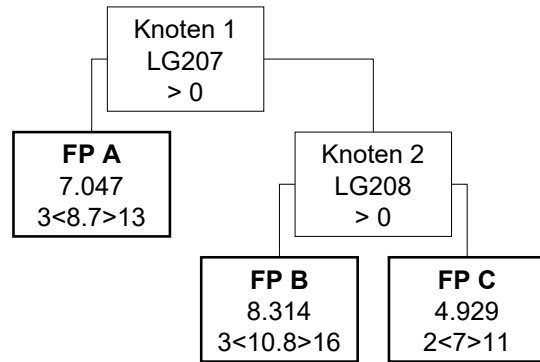 Knoten 1
LG207
> 0
FP A
7.047
3<8.7>13
Knoten 2
LG208
> 0
FP B
8.314
3<10.8>16
FP C
4.929
2<7>11